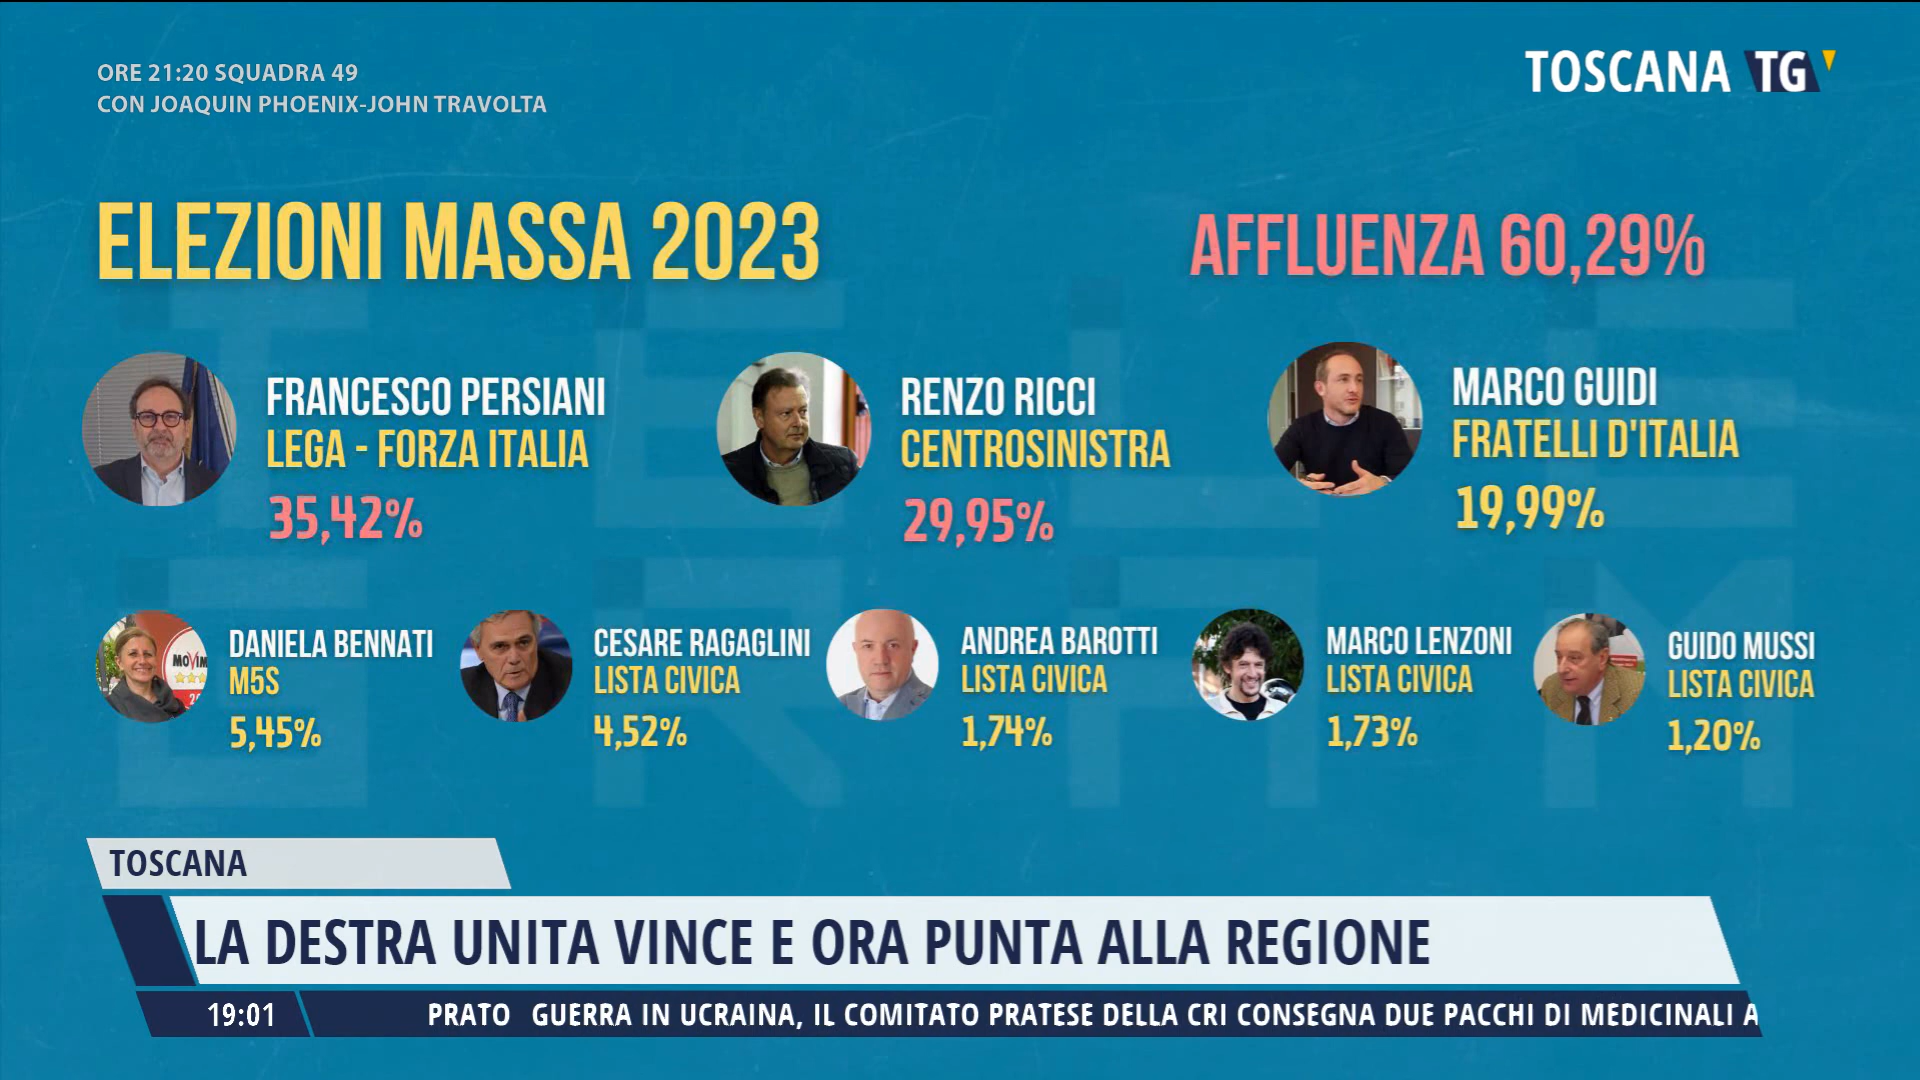 ORE 21:20 SQUADRA 49
CON JOAQUIN PHOENIX-JOHN TRAVOLTA
TOSCANA TG
ELEZIONI MASSA 2023
AFFLUENZA 60,29%
FRANCESCO PERSIANI
LEGA - FORZA ITALIA
35,42%
RENZO RICCI
CENTROSINISTRA
29,95%
MARCO GUIDI
FRATELLI D'ITALIA
19,99%
MOVIM
DANIELA BENNATI
M5S
5,45%
CESARE RAGAGLINI
LISTA CIVICA
4,52%
ANDREA BAROTTI
LISTA CIVICA
1,74%
MARCO LENZONI
LISTA CIVICA
1,73%
GUIDO MUSSI
LISTA CIVICA
1,20%
TOSCANA
LA DESTRA UNITA VINCE E ORA PUNTA ALLA REGIONE
19:01
PRATO GUERRA IN UCRAINA, IL COMITATO PRATESE DELLA CRI CONSEGNA DUE PACCHI DI MEDICINALI A